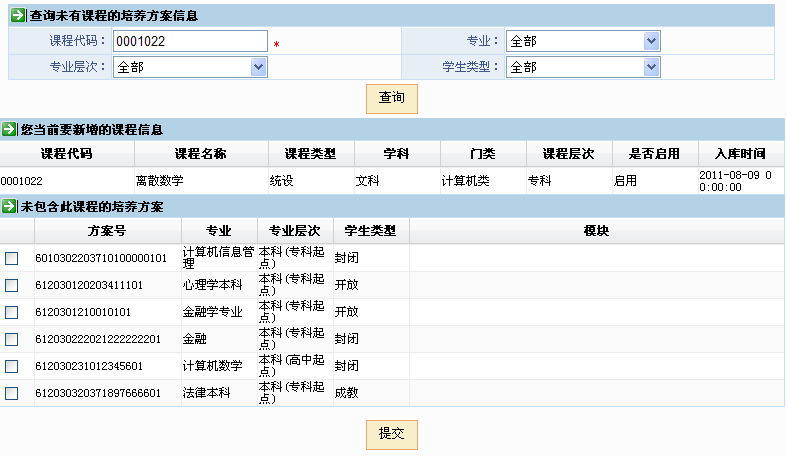 查询未有课程的培养方案信息
课程代码： 0001022 * 专业： 全部
专业层次： 全部 学生类型： 全部
查询
您当前要新增的课程信息
课程代码 课程名称 课程类型 学科 门类 课程层次 是否启用 入库时间
0001022 离散数学 统设 文科 计算机类 专科 启用 2011-08-09 0
0:00:00
未包含此课程的培养方案
方案号 专业 专业层次 学生类型 模块
6010302203710100000101 计算机信息管理 本科(专科起点) 封闭
612030120203411101 心理学本科 本科(专科起点) 开放
6120301210010101 金融学专业 本科(专科起点) 开放
612030222021222222201 金融 本科(专科起点) 封闭
612030231012345601 计算机数学 本科(高中起点) 封闭
612030320371897666601 法律本科 本科(专科起点) 成教
提交